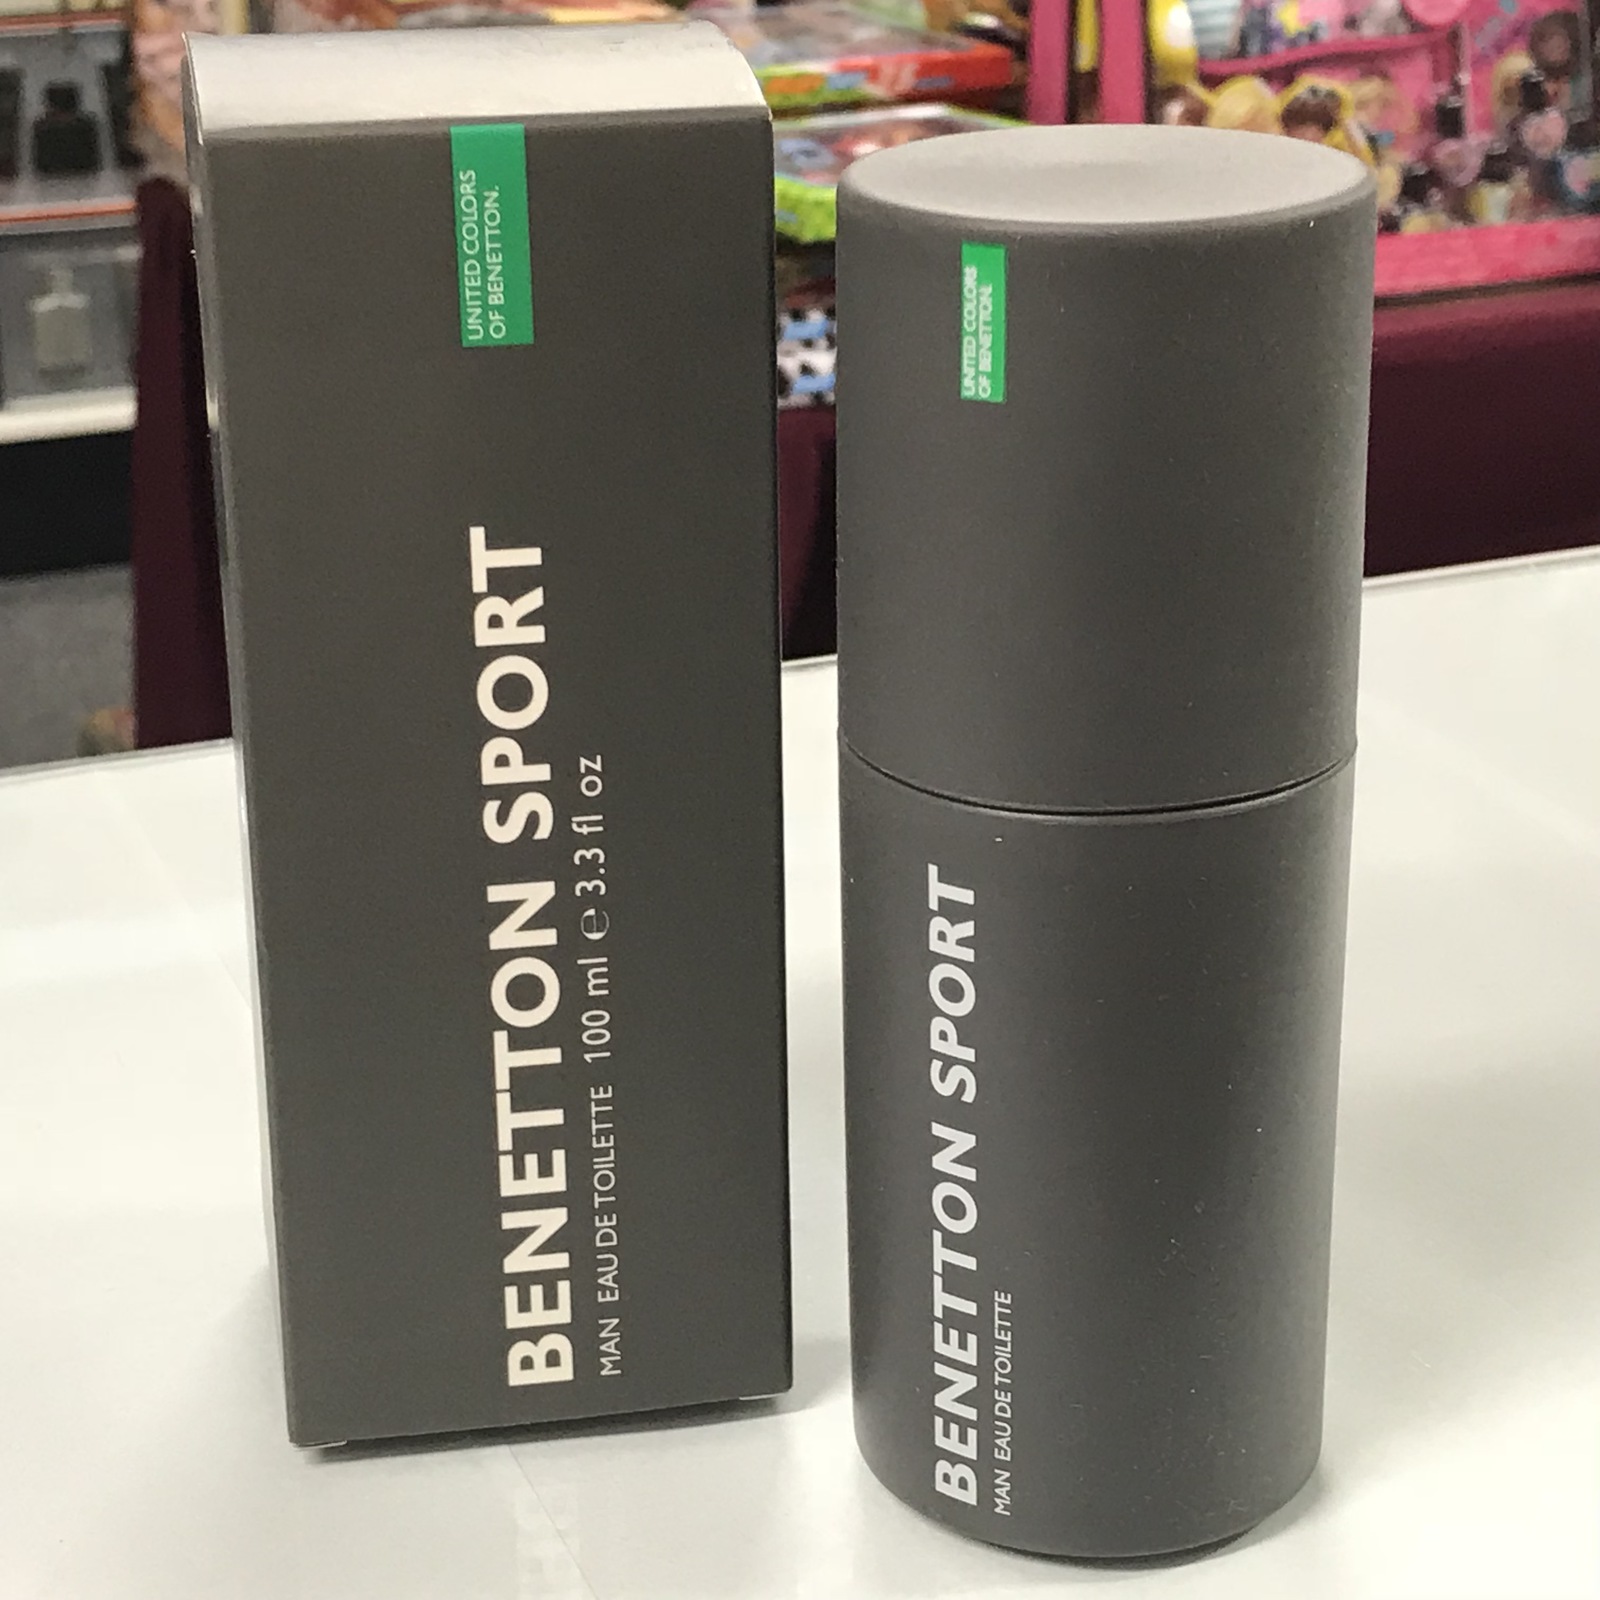 UNITED COLORS
OF BENETTON.
BENETTON SPORT
MAN EAU DE TOILETTE 100 ml ℮ 3.3 fl oz
UNITED COLORS
OF BENETTON.
BENETTON SPORT
MAN EAU DE TOILETTE